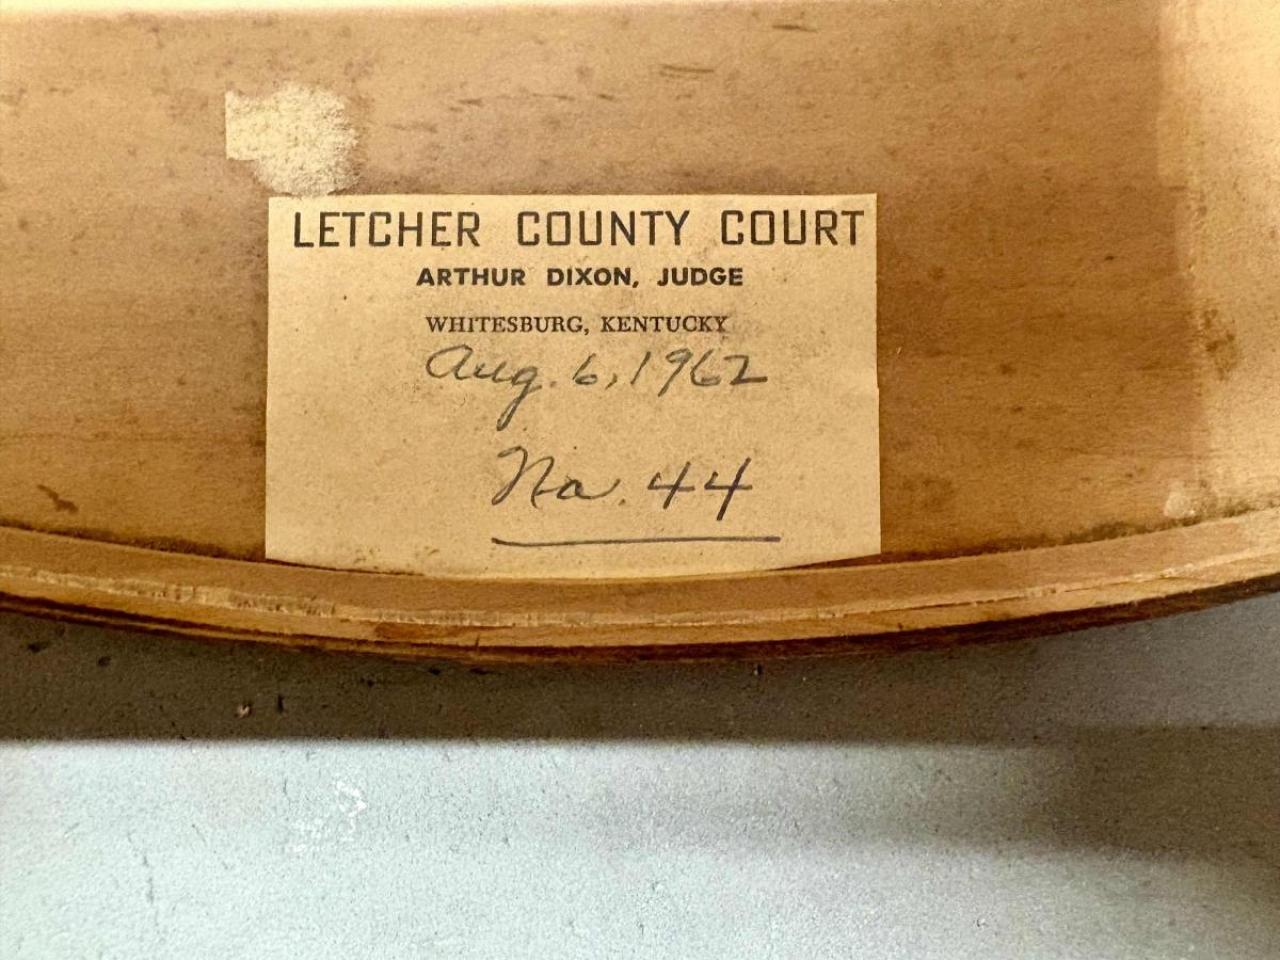 LETCHER COUNTY COURT
ARTHUR DIXON, JUDGE
WHITESBURG, KENTUCKY
Aug. 6, 1962
No. 44